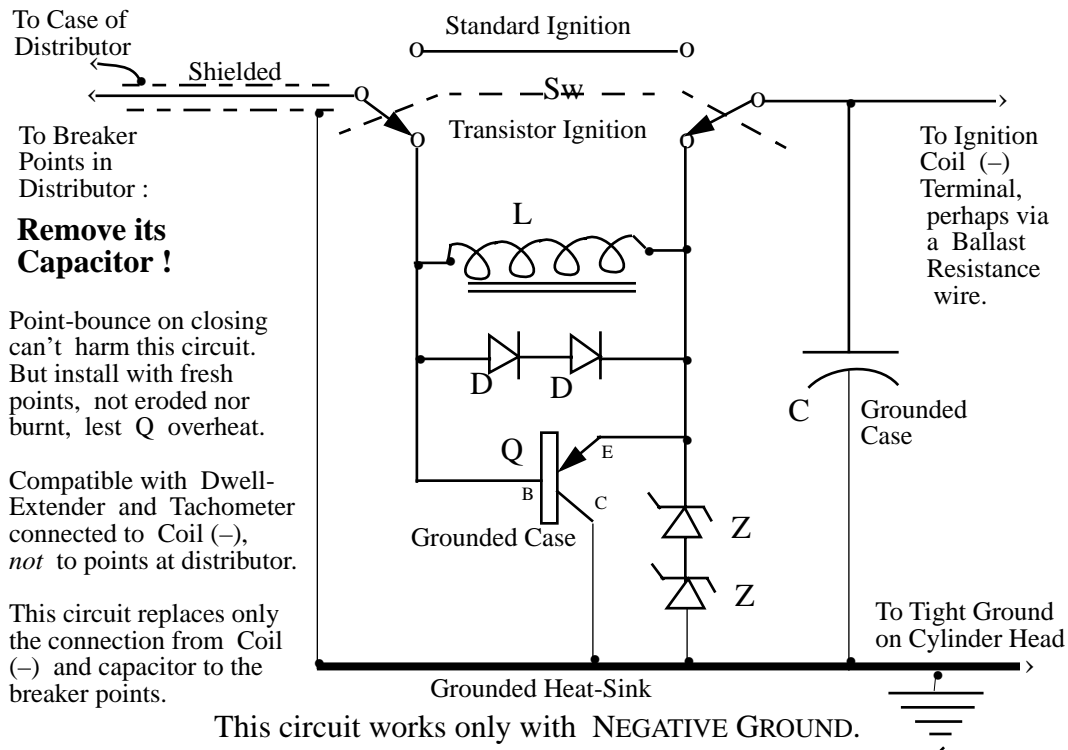 To Case of
Distributor
Standard Ignition
Shielded
Sw
Transistor Ignition
To Breaker
Points in
Distributor :
Remove its
Capacitor !
To Ignition
Coil (–)
Terminal,
perhaps via
a Ballast
Resistance
wire.
L
Point-bounce on closing
can't harm this circuit.
But install with fresh
points, not eroded nor
burnt, lest Q overheat.
D D
C
Grounded
Case
Q
E
B
C
Grounded Case
Z
Z
Compatible with Dwell-
Extender and Tachometer
connected to Coil (–),
not to points at distributor.
This circuit replaces only
the connection from Coil
(–) and capacitor to the
breaker points.
To Tight Ground
on Cylinder Head
Grounded Heat-Sink
This circuit works only with NEGATIVE GROUND.